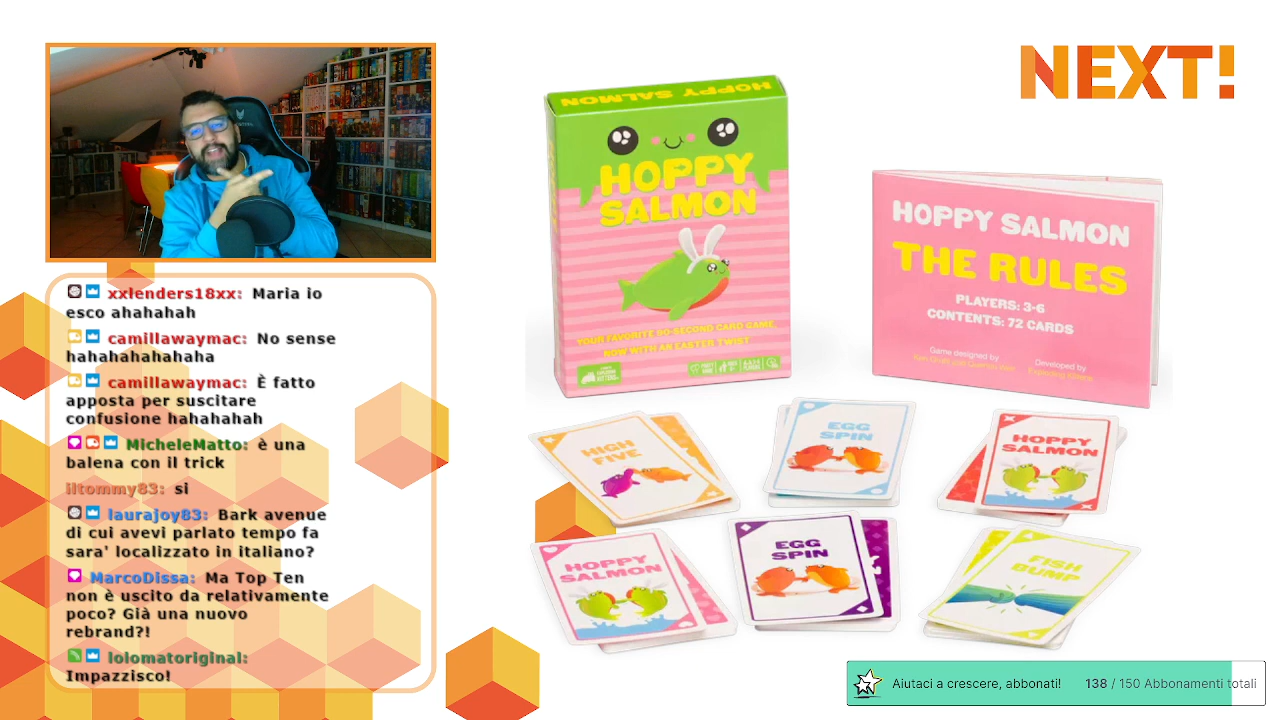 NEXT!
xxlenders18xx: Maria io
esco ahahahah
camillawaymac: No sense
hahahahahahaha
camillawaymac: È fatto
apposta per suscitare
confusione hahahahah
MicheleMatto: è una
balena con il trick
iltommy83: si
laurajoy83: Bark avenue
di cui avevi parlato tempo fa
sara' localizzato in italiano?
MarcoDissa: Ma Top Ten
non è uscito da relativamente
poco? Già una nuovo
rebrand?!
lolomatoriginal:
Impazzisco!
HOPPY SALMON
HOPPY
SALMON
YOUR FAVORITE 30-SECOND CARD GAME
NOW WITH AN EASTER TWIST
HOPPY SALMON
THE RULES
PLAYERS: 3-6
CONTENTS: 72 CARDS
Game designed by
Developed by
Exploding Kittens
HIGH
FIVE
EGG
SPIN
HOPPY
SALMON
HOPPY
SALMON
EGG
SPIN
FISH
BUMP
Aiutaci a crescere, abbonati! 138 / 150 Abbonamenti totali